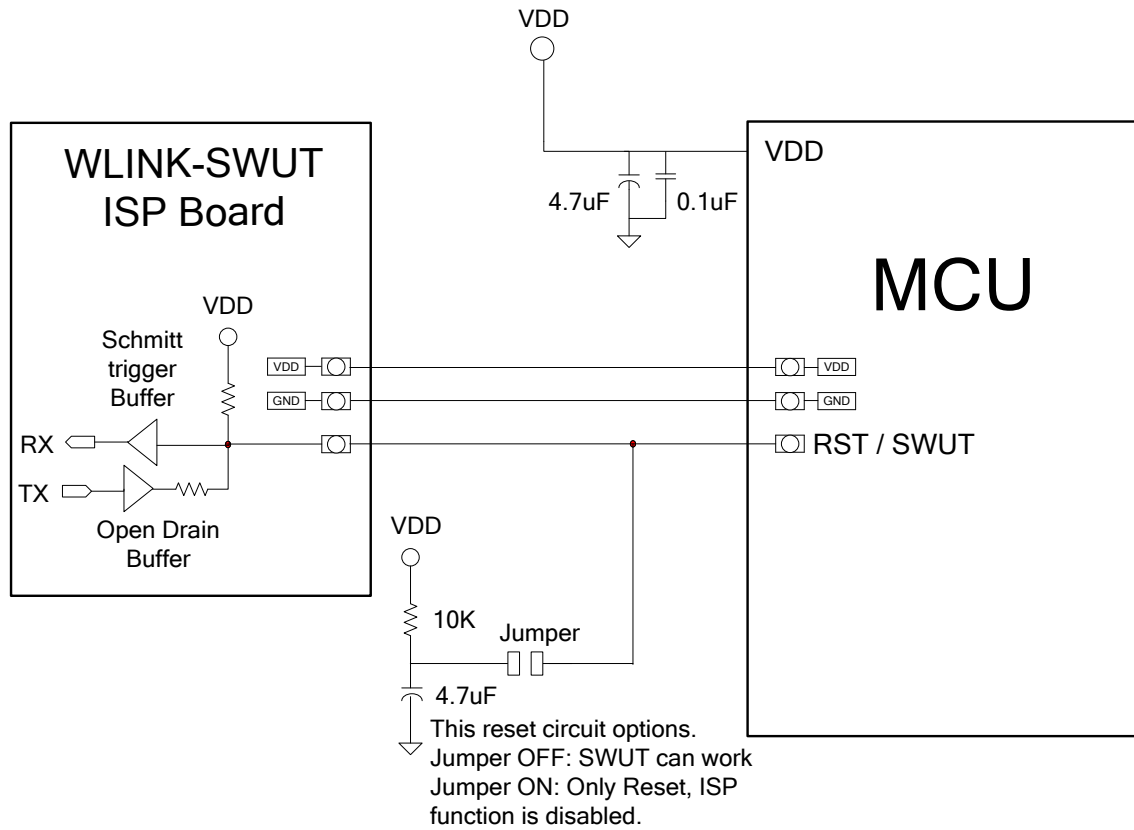 VDD
WLINK-SWUT
ISP Board
VDD
4.7uF
0.1uF
MCU
VDD
Schmitt
trigger
Buffer
VDD
VDD
GND
GND
RX
RST / SWUT
TX
Open Drain
Buffer
VDD
10K
Jumper
4.7uF
This reset circuit options.
Jumper OFF: SWUT can work
Jumper ON: Only Reset, ISP
function is disabled.